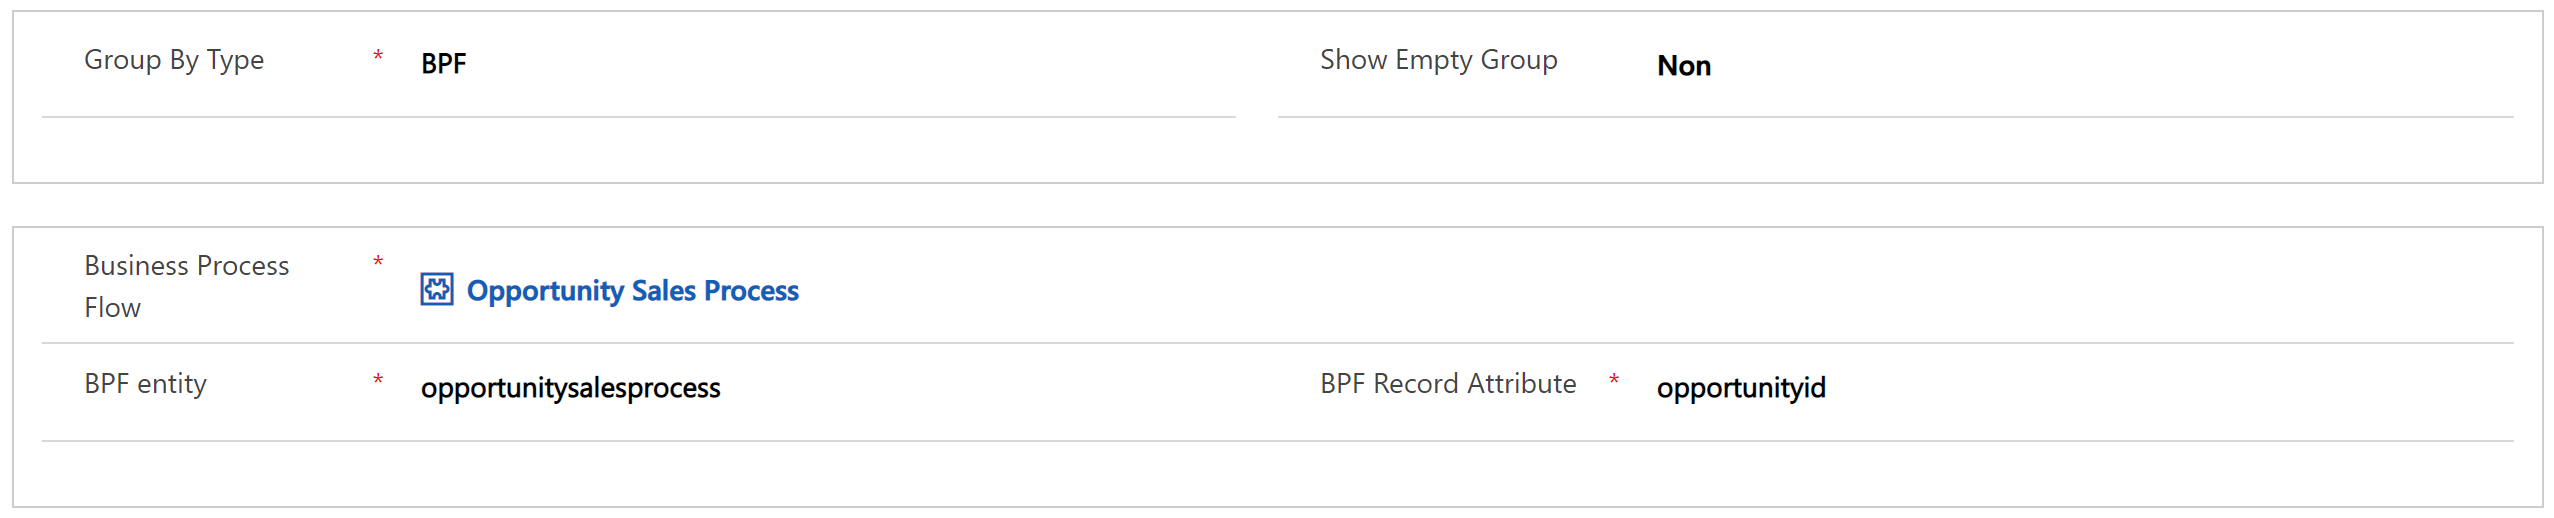 Group By Type * BPF Show Empty Group Non
Business Process * 
Flow
Opportunity Sales Process
BPF entity * opportunitysalesprocess BPF Record Attribute * opportunityid